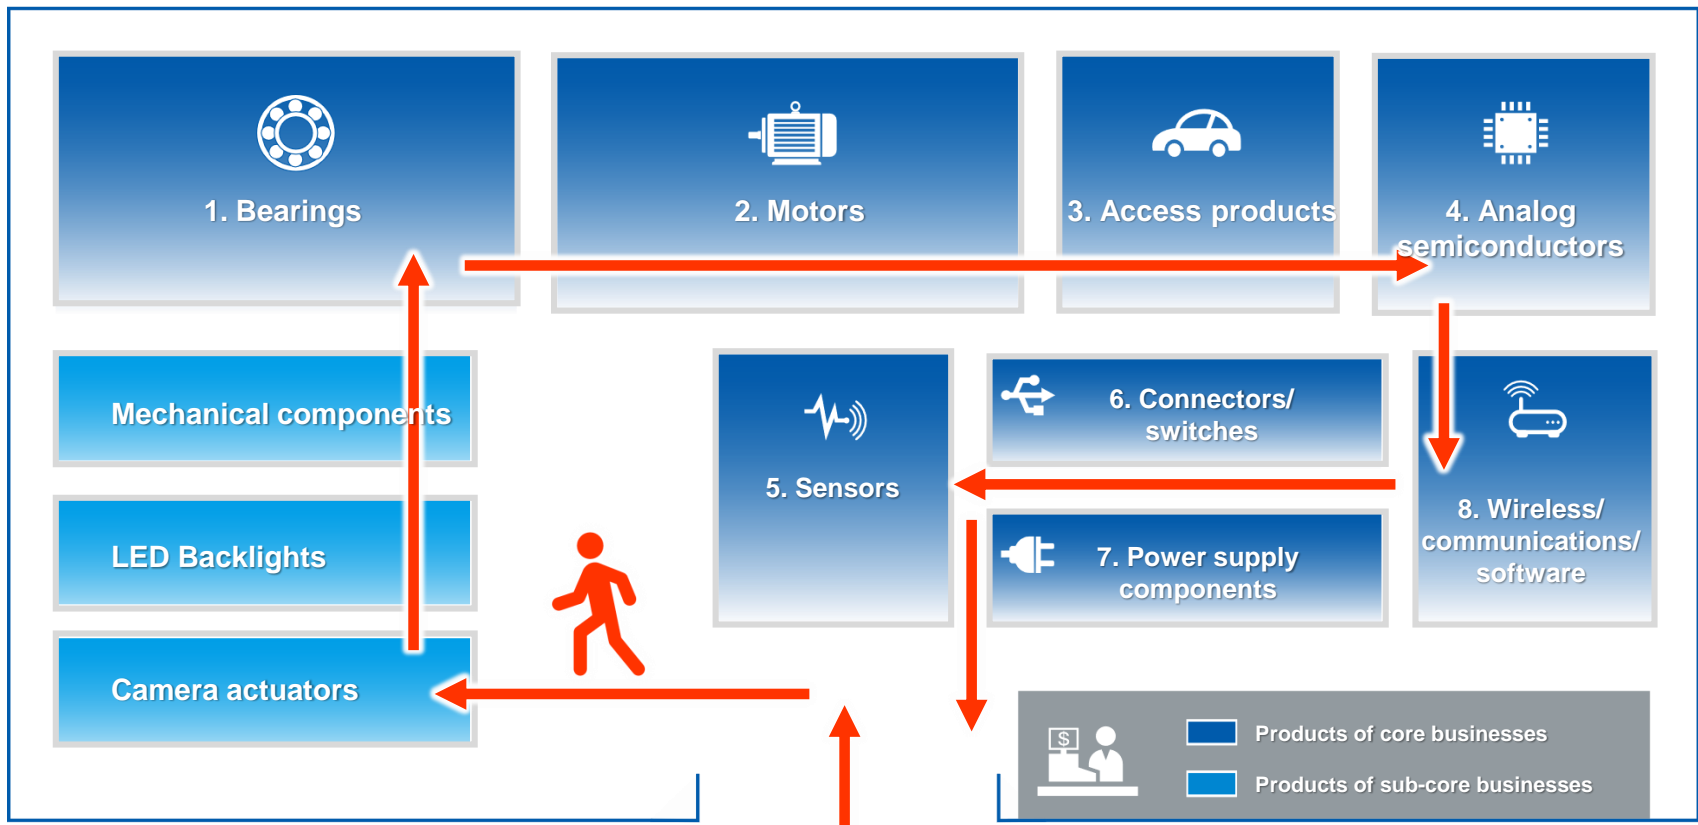 1. Bearings
2. Motors
3. Access products
4. Analog
semiconductors
Mechanical components
LED Backlights
Camera actuators
5. Sensors
6. Connectors/
switches
7. Power supply
components
8. Wireless/
communications/
software
$
Products of core businesses
Products of sub-core businesses